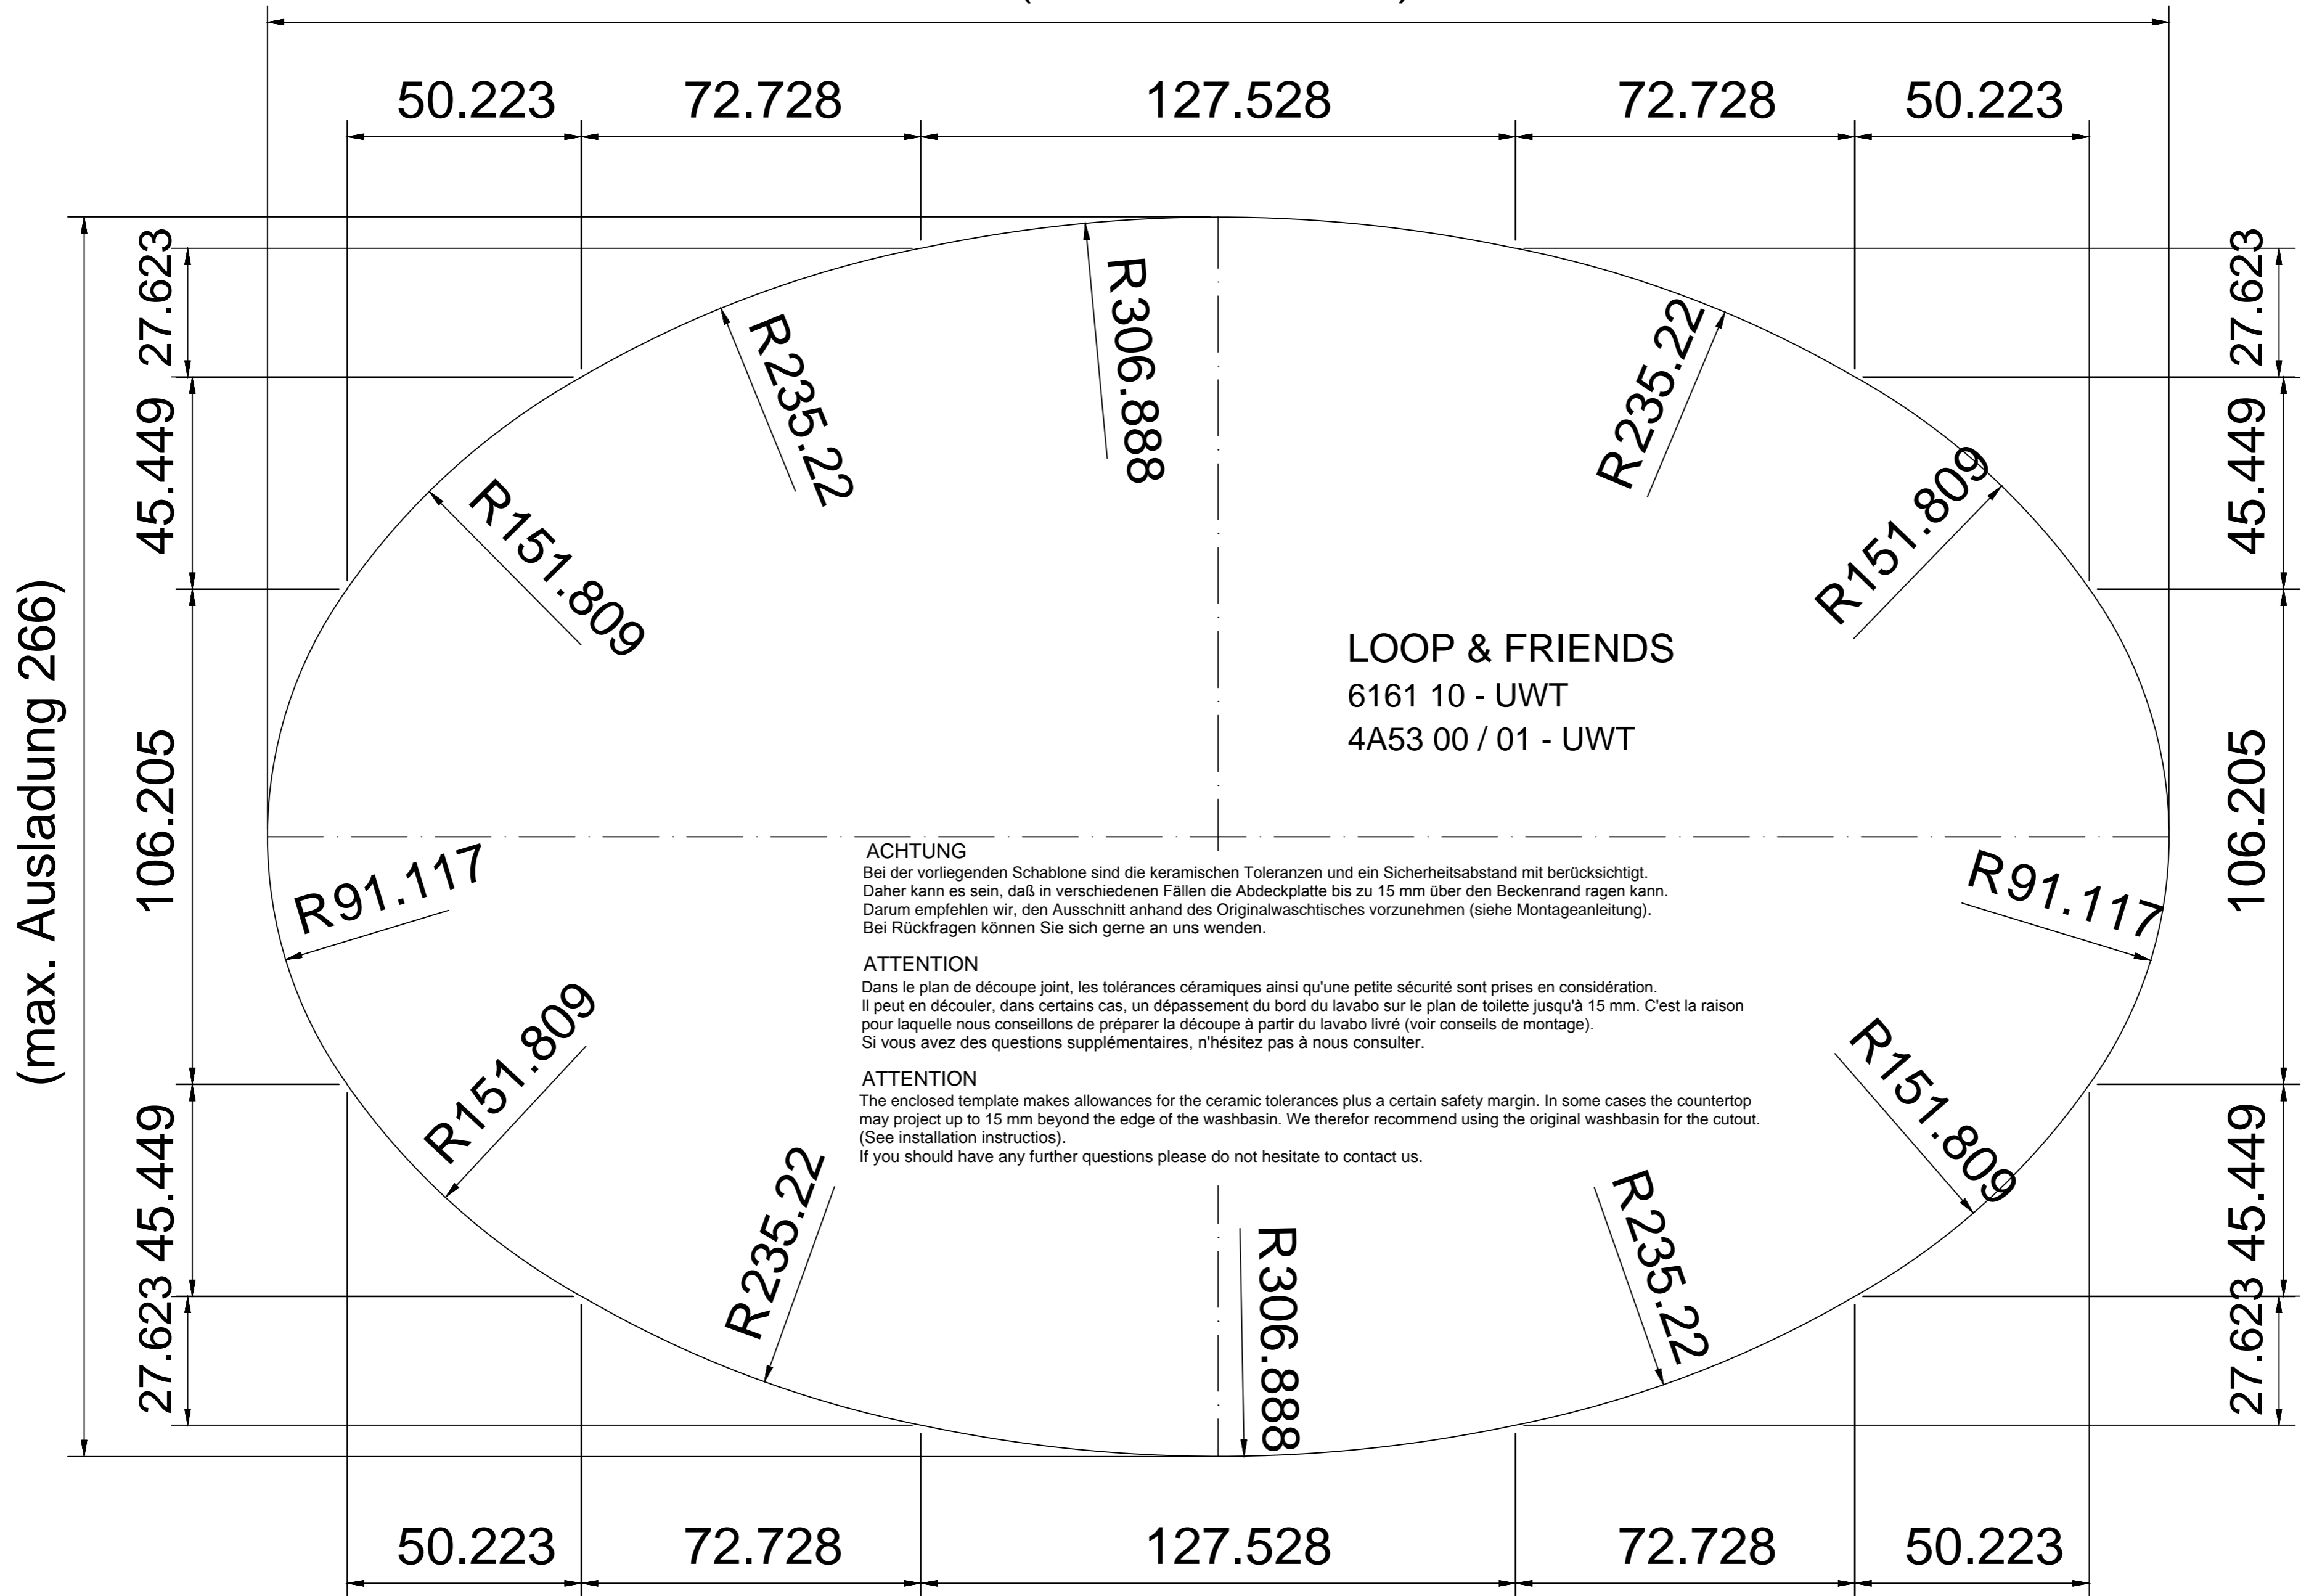 50.223 72.728 127.528 72.728 50.223
27.623
27.623
R306.888
R235.22
R235.22
45.449
45.449
R151.809
R151.809
(max. Ausladung 266)
LOOP & FRIENDS
6161 10 - UWT
4A53 00 / 01 - UWT
106.205
106.205
R91.117
R91.117
ACHTUNG
Bei der vorliegenden Schablone sind die keramischen Toleranzen und ein Sicherheitsabstand mit berücksichtigt.
Daher kann es sein, daß in verschiedenen Fällen die Abdeckplatte bis zu 15 mm über den Beckenrand ragen kann.
Darum empfehlen wir, den Ausschnitt anhand des Originalwaschtisches vorzunehmen (siehe Montageanleitung).
Bei Rückfragen können Sie sich gerne an uns wenden.
ATTENTION
Dans le plan de découpe joint, les tolérances céramiques ainsi qu'une petite sécurité sont prises en considération.
Il peut en découler, dans certains cas, un dépassement du bord du lavabo sur le plan de toilette jusqu'à 15 mm. C'est la raison
pour laquelle nous conseillons de préparer la découpe à partir du lavabo livré (voir conseils de montage).
Si vous avez des questions supplémentaires, n'hésitez pas à nous consulter.
ATTENTION
The enclosed template makes allowances for the ceramic tolerances plus a certain safety margin. In some cases the countertop
may project up to 15 mm beyond the edge of the washbasin. We therefor recommend using the original washbasin for the cutout.
(See installation instructios).
If you should have any further questions please do not hesitate to contact us.
R151.809
R151.809
45.449
45.449
R235.22
R235.22
R306.888
27.623
27.623
50.223 72.728 127.528 72.728 50.223